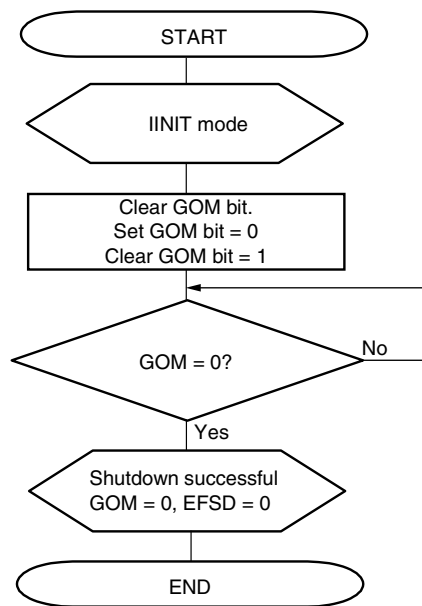 START
IINIT mode
Clear GOM bit.
Set GOM bit = 0
Clear GOM bit = 1
GOM = 0?
No
Yes
Shutdown successful
GOM = 0, EFSD = 0
END